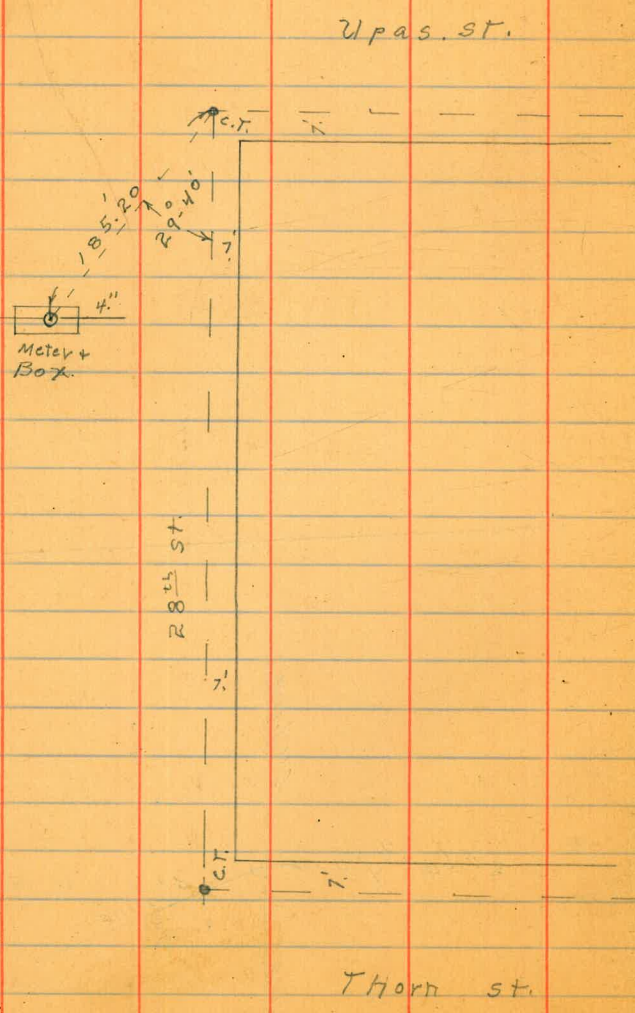 Upas. st.
C.T.
7'
185.20'
29°-40'
7'
4"
Meter +
Box.
28th st.
7'
C.T.
7'
Thorn st.